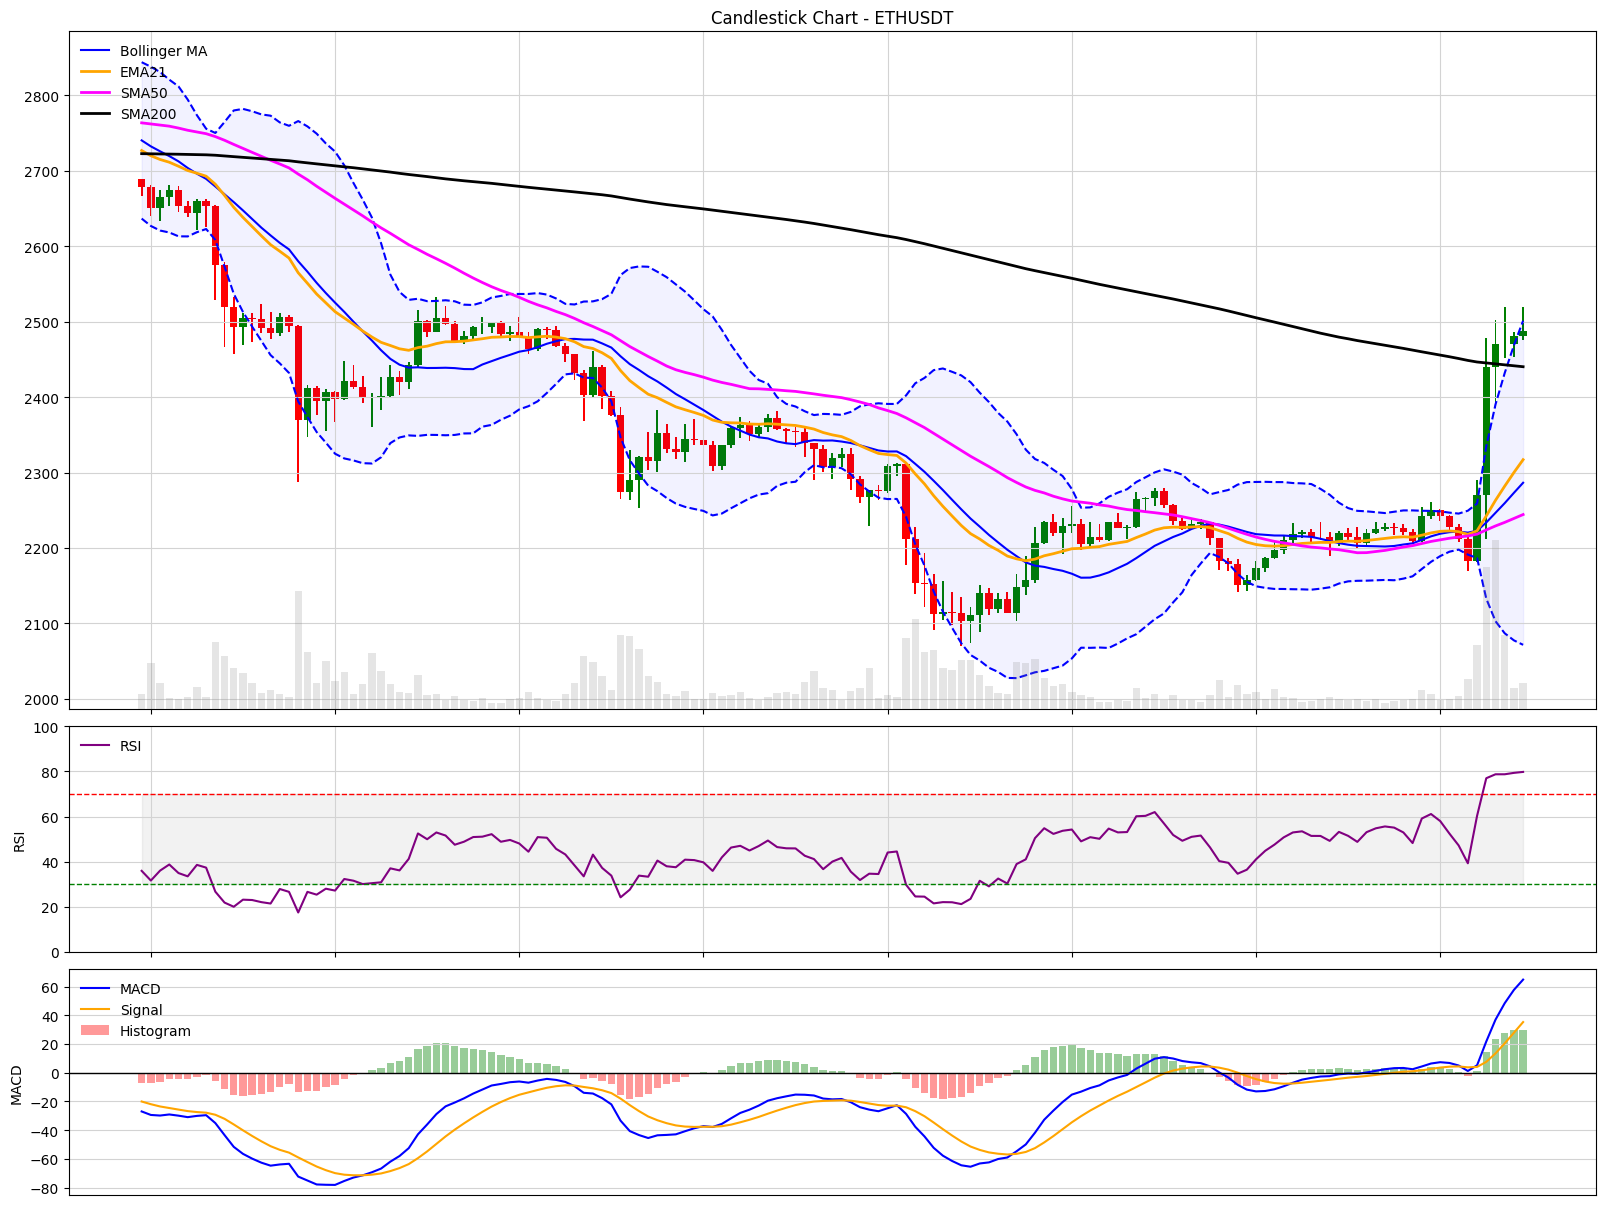 Candlestick Chart - ETHUSDT
Bollinger MA
EMA21
SMA50
SMA200
2800
2700
2600
2500
2400
2300
2200
2100
2000
100
80
60
40
20
0
RSI
RSI
60
40
20
0
−20
−40
−60
−80
MACD
MACD
Signal
Histogram